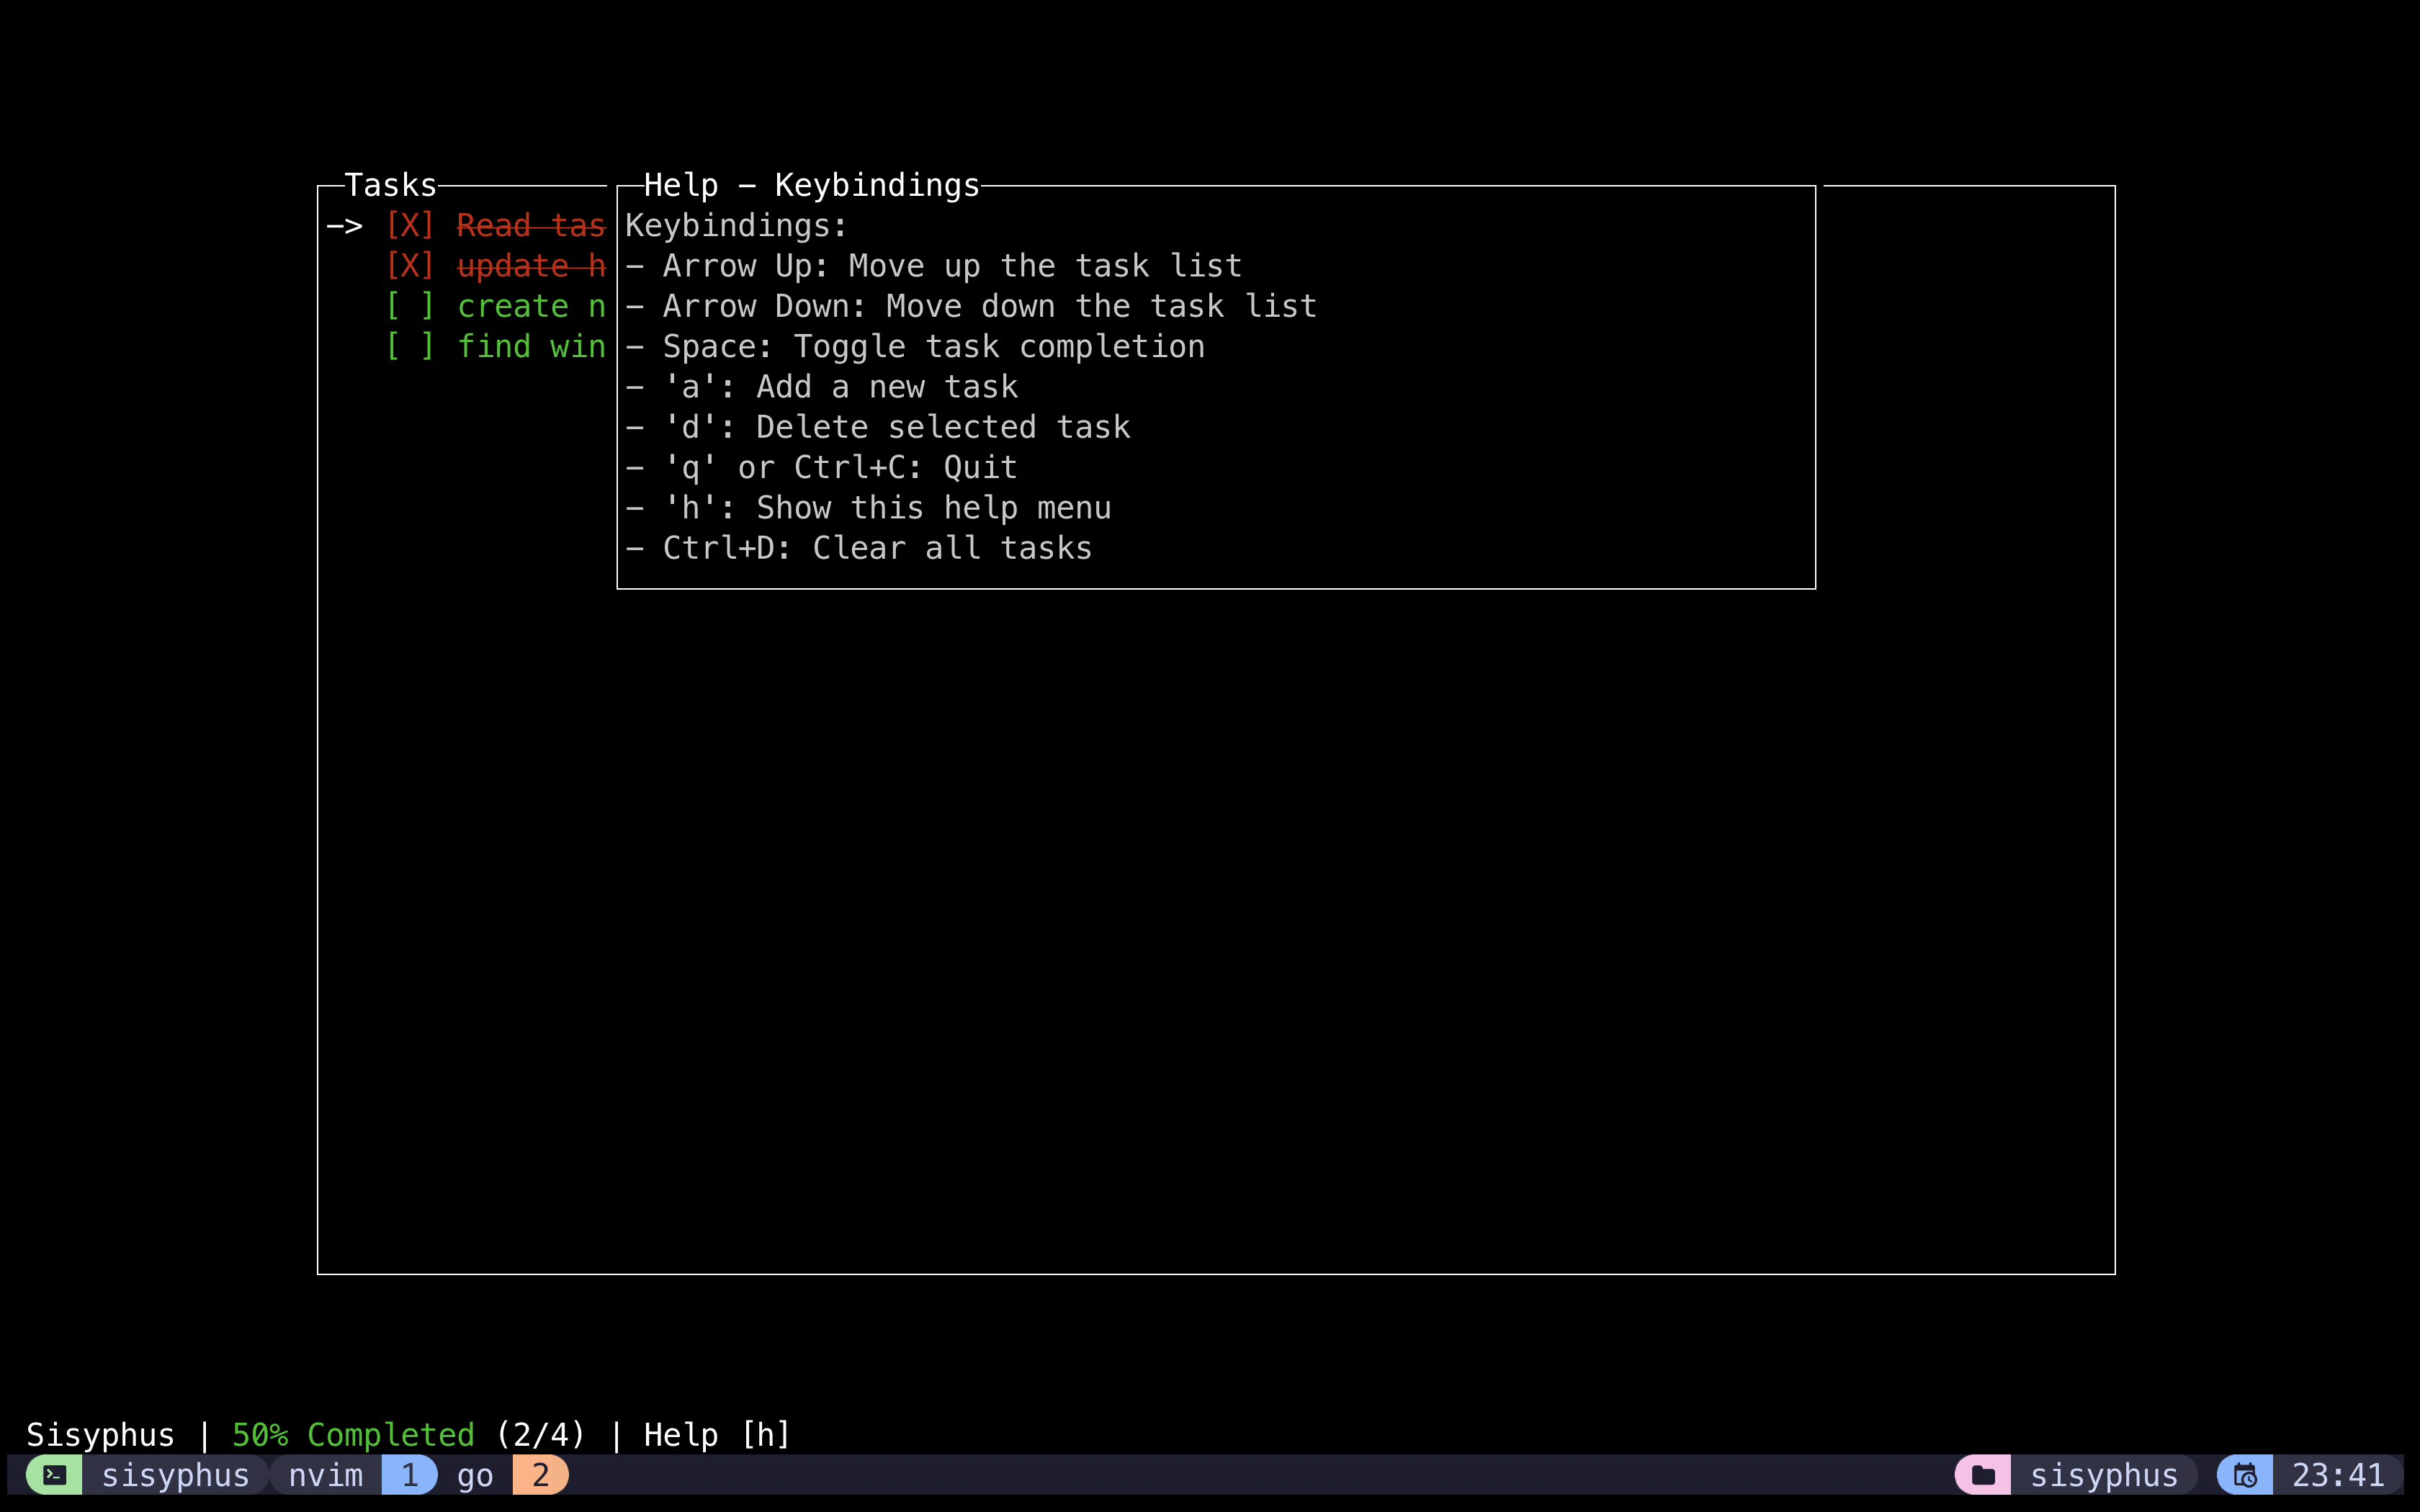 Tasks
Help - Keybindings
-> [X] Read tas
[X] update h
[ ] create n
[ ] find win
Keybindings:
- Arrow Up: Move up the task list
- Arrow Down: Move down the task list
- Space: Toggle task completion
- 'a': Add a new task
- 'd': Delete selected task
- 'q' or Ctrl+C: Quit
- 'h': Show this help menu
- Ctrl+D: Clear all tasks
Sisyphus | 50% Completed (2/4) | Help [h]
sisyphus nvim 1 go 2 sisyphus 23:41